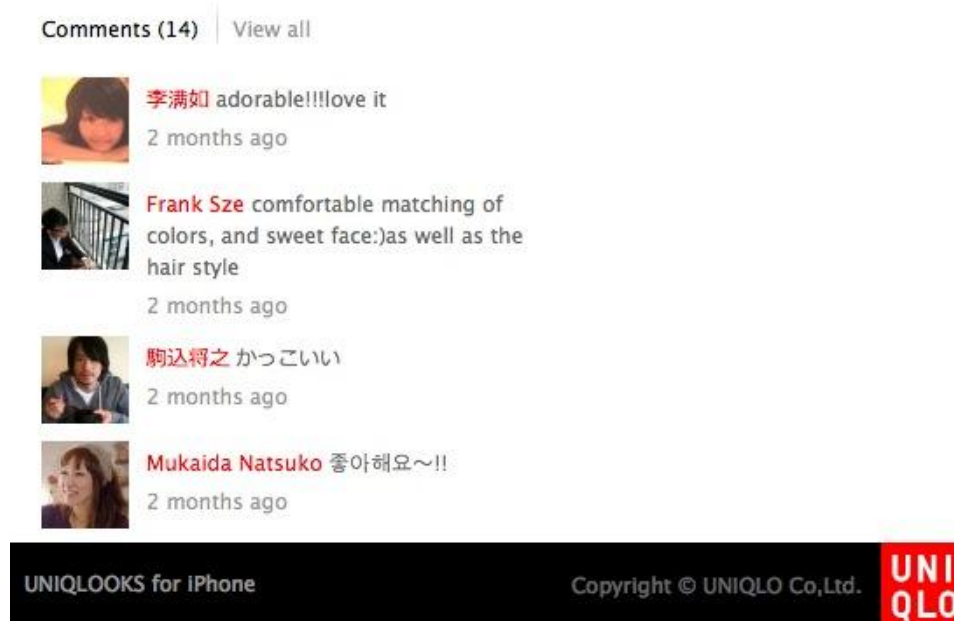 Comments (14) View all
李满如 adorable!!!love it
2 months ago
Frank Sze comfortable matching of
colors, and sweet face:)as well as the
hair style
2 months ago
駒込将之 かっこいい
2 months ago
Mukaida Natsuko 좋아해요~!!
2 months ago
UNIQLOOKS for iPhone Copyright © UNIQLO Co,Ltd.
UNI
QLO